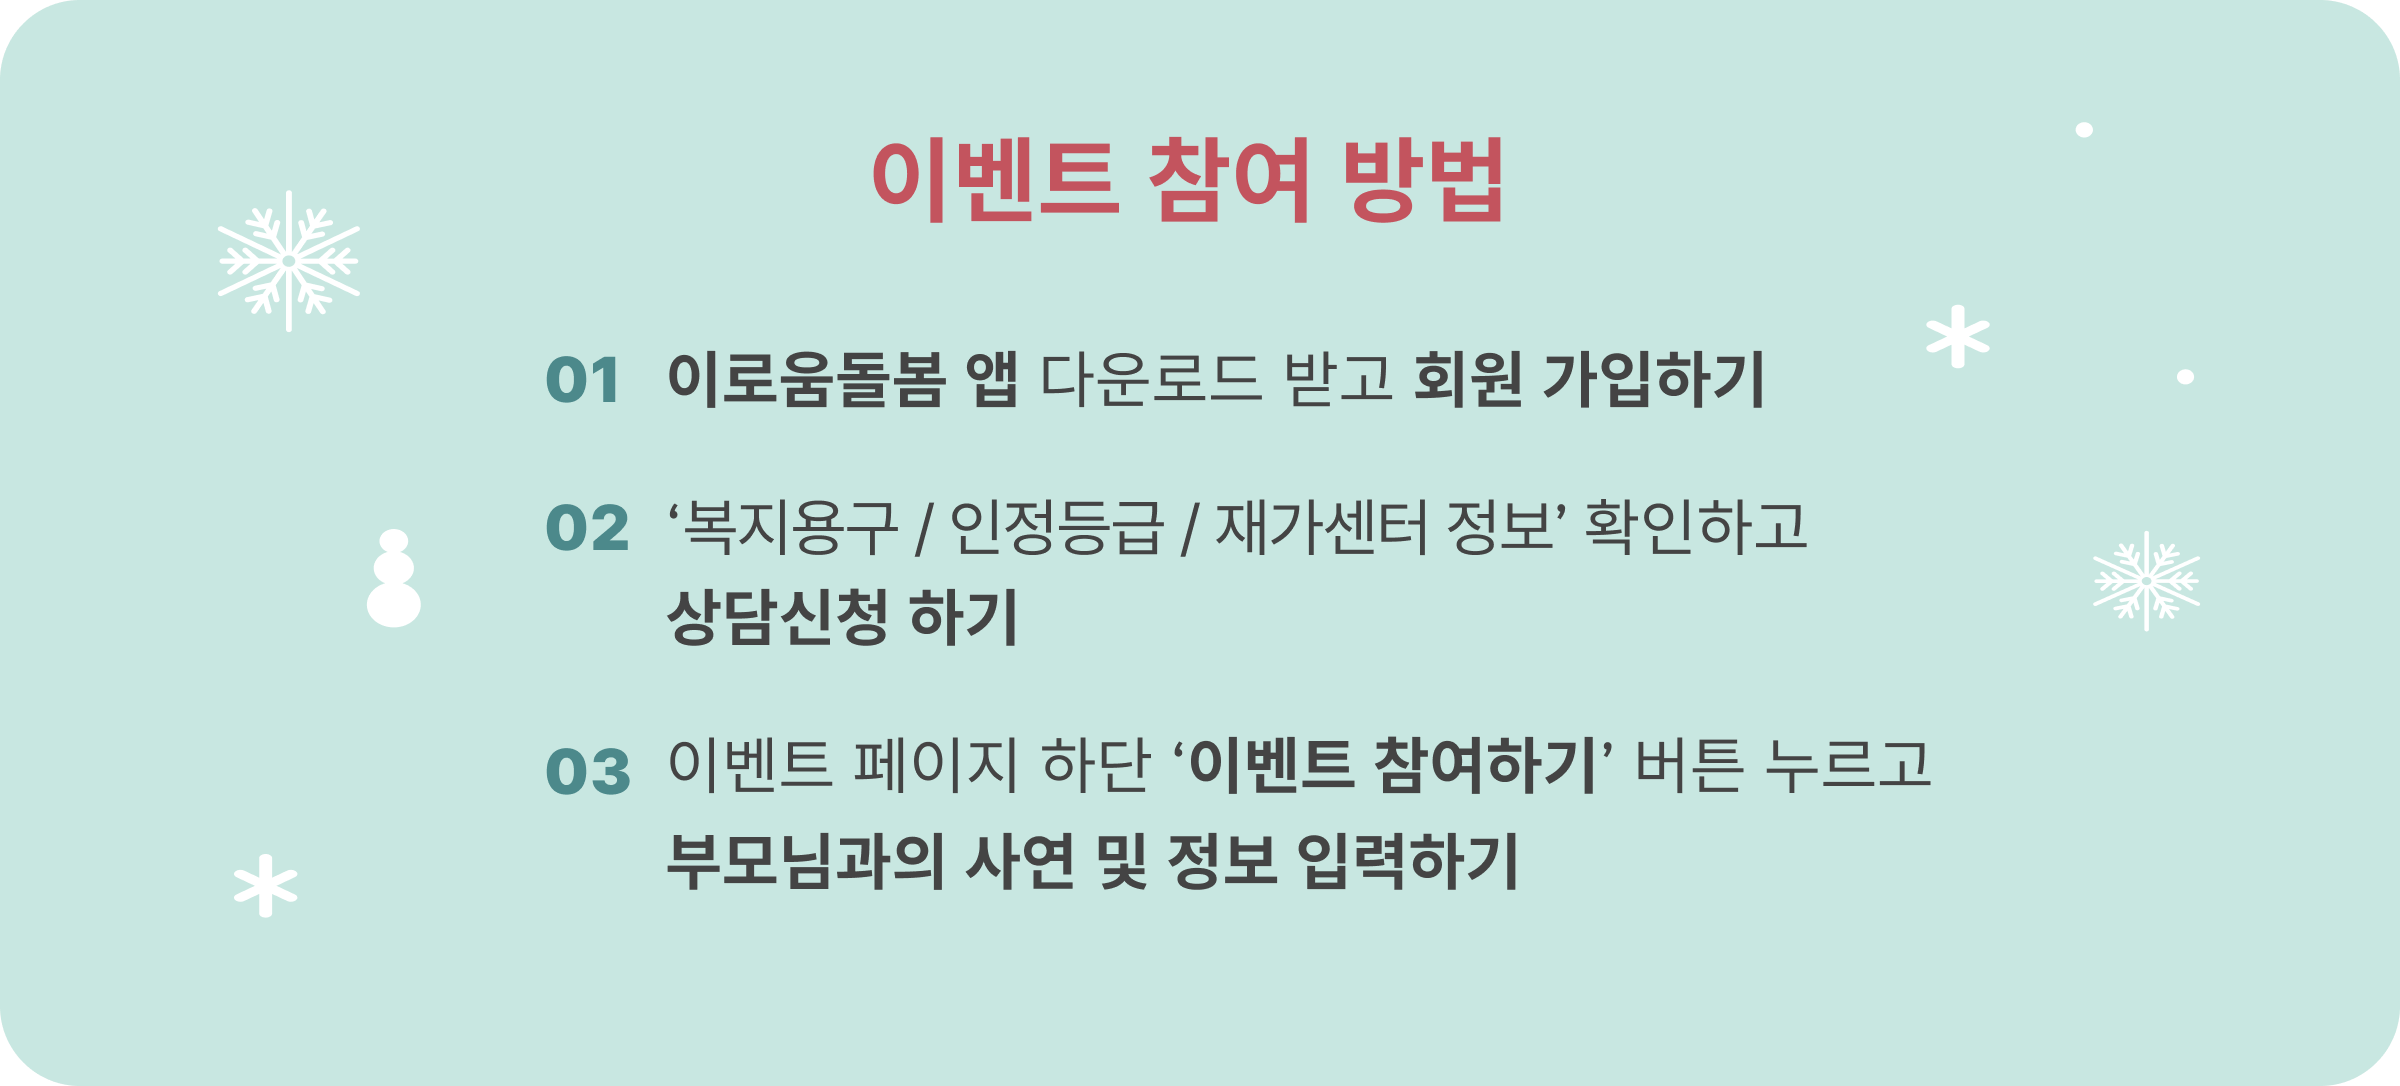 이벤트 참여 방법
01 이로움돌봄 앱 다운로드 받고 회원 가입하기
02 ‘복지용구 / 인정등급 / 재가센터 정보’ 확인하고
상담신청 하기
03 이벤트 페이지 하단 ‘이벤트 참여하기’ 버튼 누르고
부모님과의 사연 및 정보 입력하기